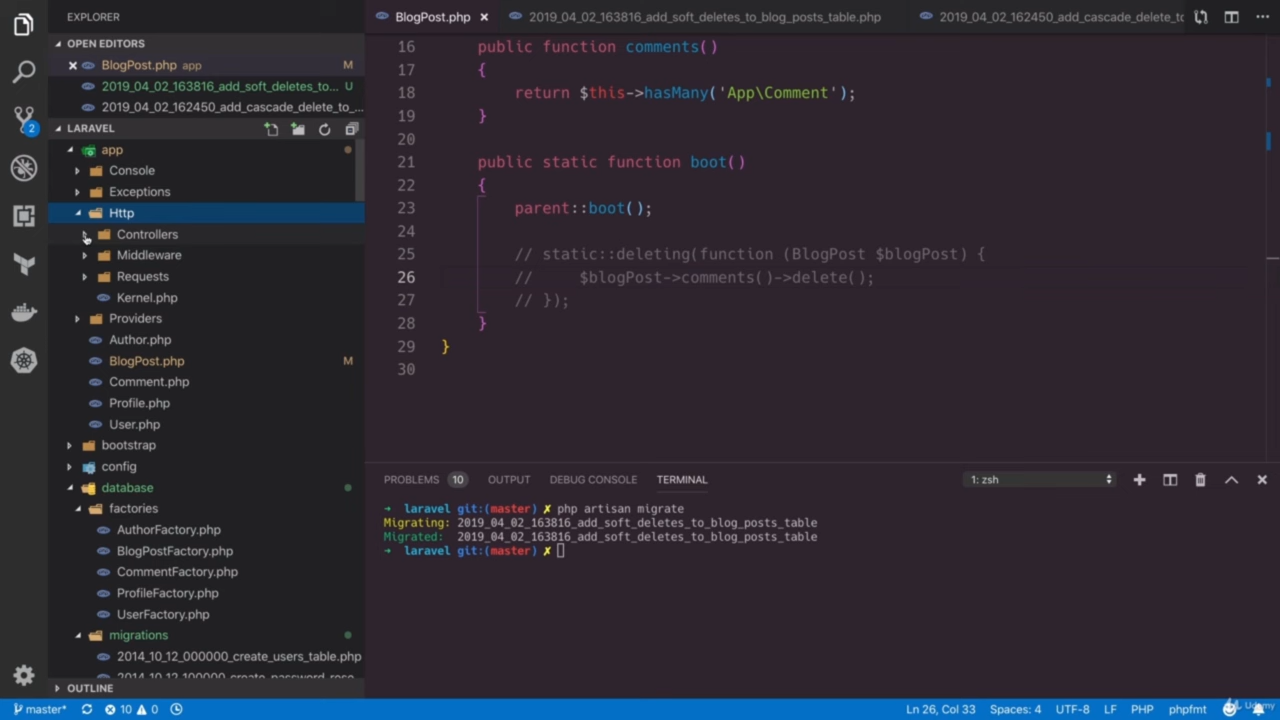 EXPLORER
OPEN EDITORS
BlogPost.php app M
2019_04_02_163816_add_soft_deletes_to... U
2019_04_02_162450_add_cascade_delete_to_...
LARAVEL
app
Console
Exceptions
Http
Controllers
Middleware
Requests
Kernel.php
Providers
Author.php
BlogPost.php M
Comment.php
Profile.php
User.php
bootstrap
config
database
factories
AuthorFactory.php
BlogPostFactory.php
CommentFactory.php
ProfileFactory.php
UserFactory.php
migrations
2014_10_12_000000_create_users_table.php
2014_10_12_100000_create_password_rese...
OUTLINE
2
BlogPost.php 2019_04_02_163816_add_soft_deletes_to_blog_posts_table.php 2019_04_02_162450_add_cascade_delete_to
16 public function comments()
17 {
18 return $this->hasMany('App\Comment');
19 }
20
21 public static function boot()
22 {
23 parent::boot();
24
25 // static::deleting(function (BlogPost $blogPost) {
26 // $blogPost->comments()->delete();
27 // });
28 }
29 }
30
PROBLEMS 10 OUTPUT DEBUG CONSOLE TERMINAL 1: zsh
→ laravel git:(master) ✗ php artisan migrate
Migrating: 2019_04_02_163816_add_soft_deletes_to_blog_posts_table
Migrated: 2019_04_02_163816_add_soft_deletes_to_blog_posts_table
→ laravel git:(master) ✗
master* 10 0 Ln 26, Col 33 Spaces: 4 UTF-8 LF PHP phpfmt
Udemy